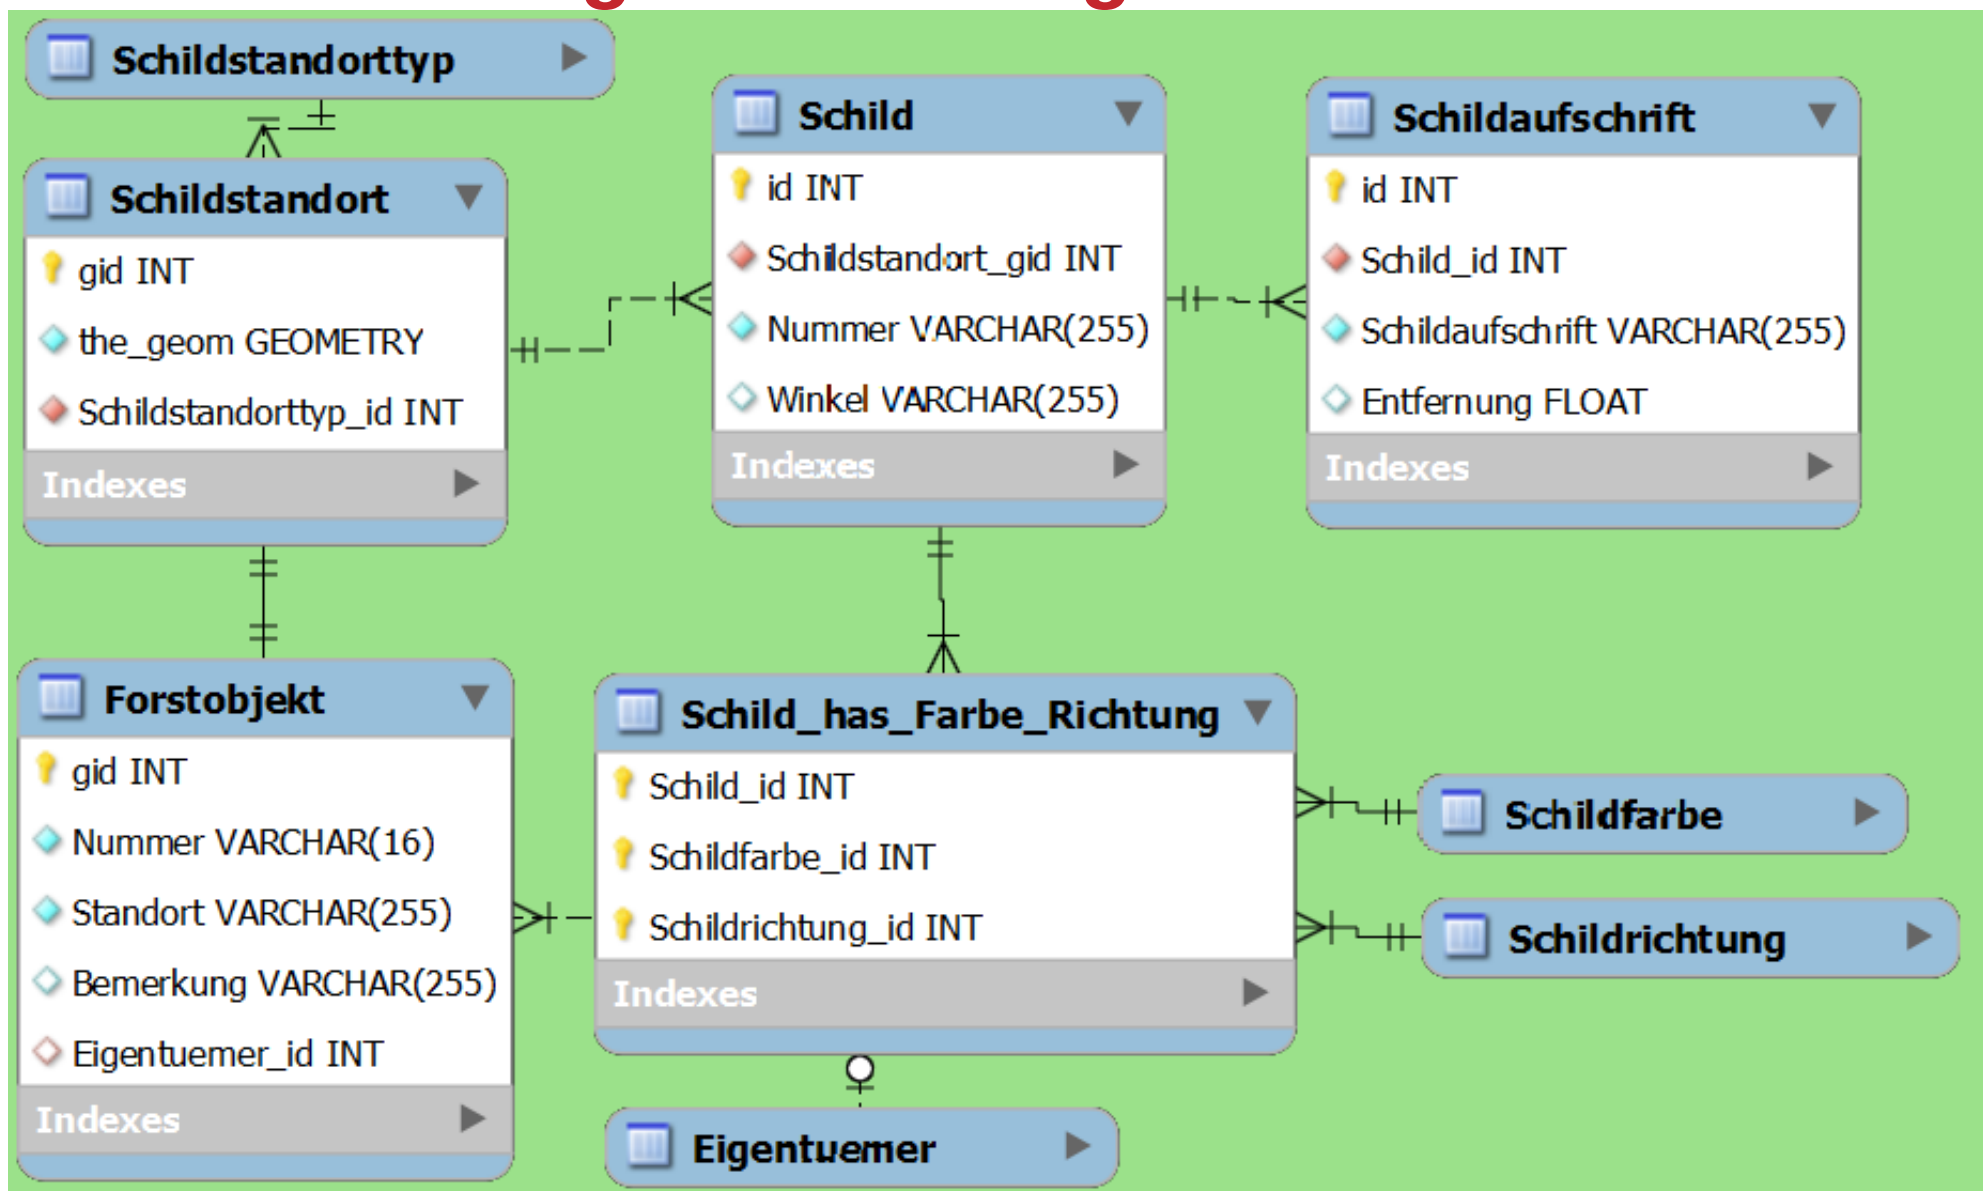 Schildstandorttyp
Schildstandort
gid INT
the_geom GEOMETRY
Schildstandorttyp_id INT
Indexes
Schild
id INT
Schildstandort_gid INT
Nummer VARCHAR(255)
Winkel VARCHAR(255)
Indexes
Schildaufschrift
id INT
Schild_id INT
Schildaufschrift VARCHAR(255)
Entfernung FLOAT
Indexes
Forstobjekt
gid INT
Nummer VARCHAR(16)
Standort VARCHAR(255)
Bemerkung VARCHAR(255)
Eigentuemer_id INT
Indexes
Schild_has_Farbe_Richtung
Schild_id INT
Schildfarbe_id INT
Schildrichtung_id INT
Indexes
Schildfarbe
Schildrichtung
Eigentuemer